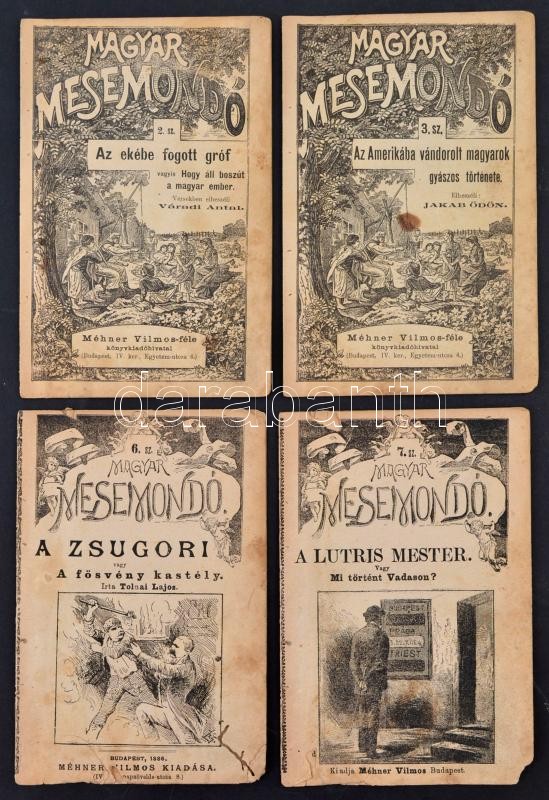 MAGYAR
MESEMONDÓ
2. sz.
Az ekébe fogott gróf
vagyis Hogy áll boszút
a magyar ember.
Versekben elbeszéli
Váradi Antal.
Méhner Vilmos-féle
könyvkiadóhivatal
(Budapest, IV. ker., Egyetem-utcza 4.)
MAGYAR
MESEMONDÓ
3. sz.
Az Amerikába vándorolt magyarok
gyászos története.
Elbeszéli:
JAKAB ÖDÖN.
Méhner Vilmos-féle
könyvkiadóhivatal
(Budapest, IV. ker., Egyetem-utcza 4.)
darabanth
6. sz.
MAGYAR
MESEMONDÓ.
A ZSUGORI
vagy
A fösvény kastély.
Irta Tolnai Lajos.
BUDAPEST, 1886.
MÉHNER VILMOS KIADÁSA.
7. sz.
MAGYAR
MESEMONDÓ.
A LUTRIS MESTER.
Vagy
Mi történt Vadason?
BUDAPEST
PRÁGA
TRIEST
Kiadja Méhner Vilmos Budapest.